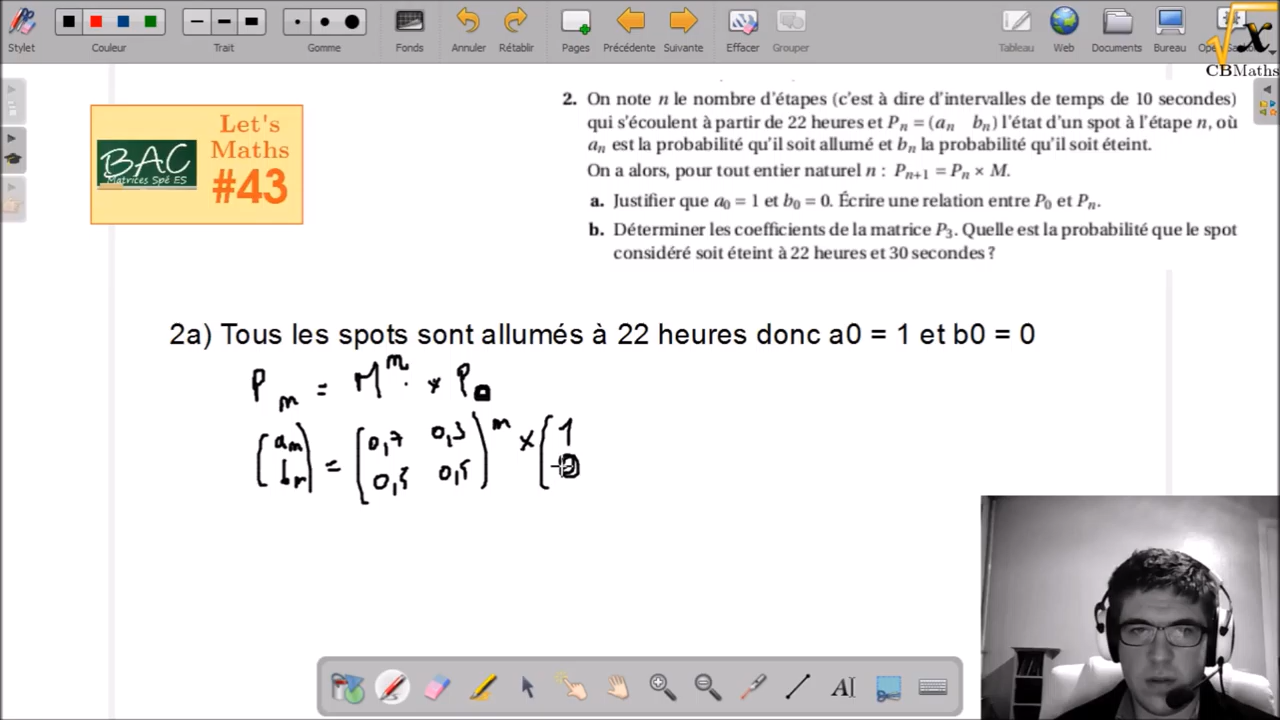 Stylet Couleur Trait Gomme Fonds Annuler Rétablir Pages Précédente Suivante Effacer Grouper Tableau Web Documents Bureau
CBMaths
Let's
Maths
#43
BAC
Matrices Spé ES
2. On note n le nombre d'étapes (c'est à dire d'intervalles de temps de 10 secondes)
qui s'écoulent à partir de 22 heures et Pn = (an bn) l'état d'un spot à l'étape n, où
an est la probabilité qu'il soit allumé et bn la probabilité qu'il soit éteint.
On a alors, pour tout entier naturel n : Pn+1 = Pn × M.
a. Justifier que a0 = 1 et b0 = 0. Écrire une relation entre P0 et Pn.
b. Déterminer les coefficients de la matrice P3. Quelle est la probabilité que le spot
considéré soit éteint à 22 heures et 30 secondes ?
2a) Tous les spots sont allumés à 22 heures donc a0 = 1 et b0 = 0
Pn = M^n * P0
(an = (0,7 0,3)^n × (1
bn) 0,5 0,5 0
AI